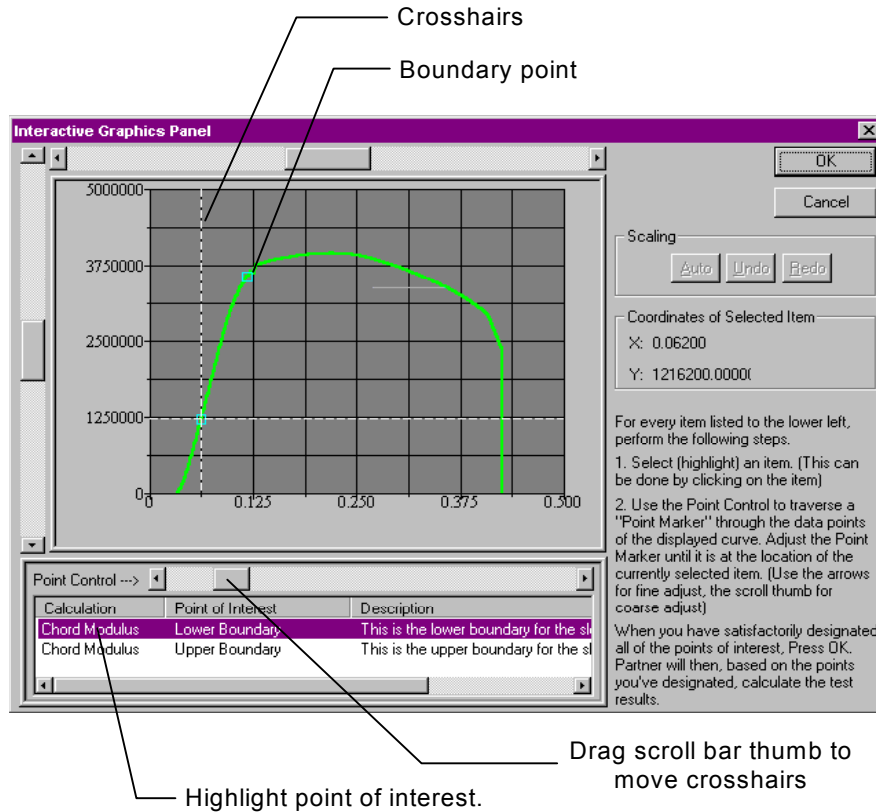 Crosshairs
Boundary point
Interactive Graphics Panel
OK
Cancel
Scaling
Auto Undo Redo
Coordinates of Selected Item
X: 0.06200
Y: 1216200.0000(
5000000
3750000
2500000
1250000
0
0 0.125 0.250 0.375 0.500
For every item listed to the lower left,
perform the following steps.
1. Select (highlight) an item. (This can
be done by clicking on the item)
2. Use the Point Control to traverse a
"Point Marker" through the data points
of the displayed curve. Adjust the Point
Marker until it is at the location of the
currently selected item. (Use the arrows
for fine adjust, the scroll thumb for
coarse adjust)
When you have satisfactorily designated
all of the points of interest, Press OK.
Partner will then, based on the points
you've designated, calculate the test
results.
Point Control --->
Calculation Point of Interest Description
Chord Modulus Lower Boundary This is the lower boundary for the sl
Chord Modulus Upper Boundary This is the upper boundary for the sl
Drag scroll bar thumb to
move crosshairs
Highlight point of interest.